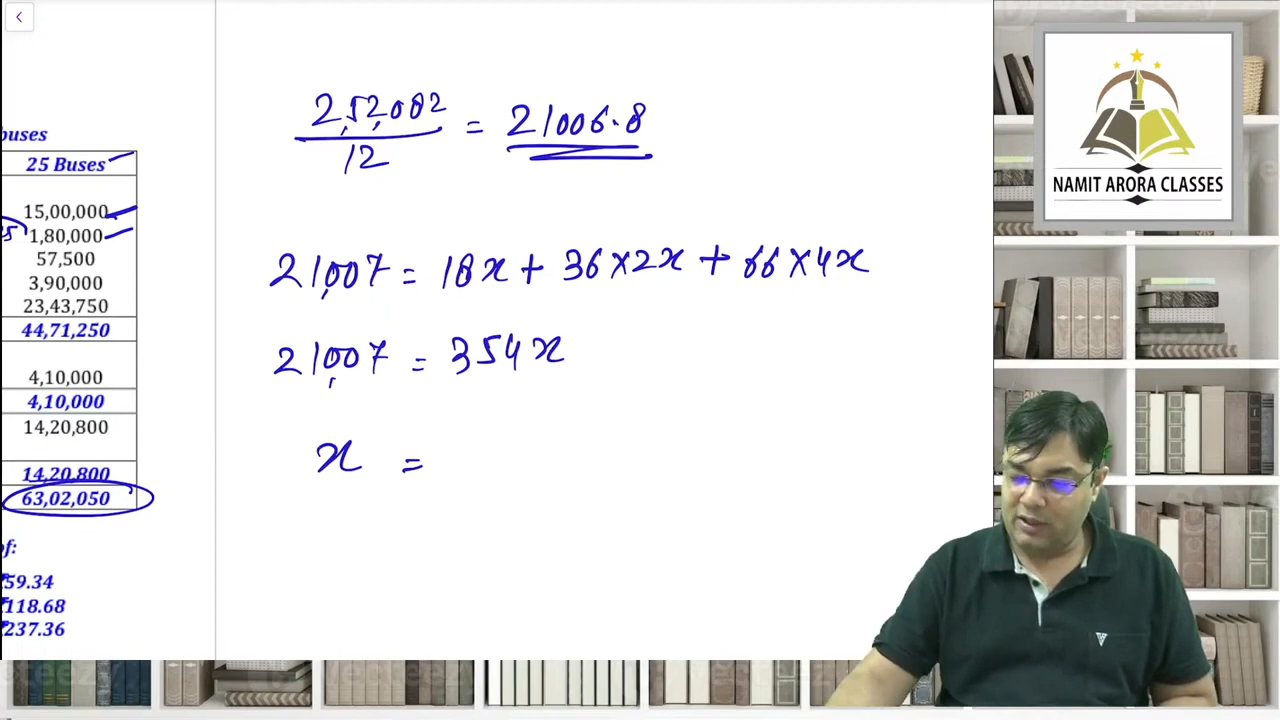 buses
25 Buses
15,00,000
1,80,000
57,500
3,90,000
23,43,750
44,71,250
4,10,000
4,10,000
14,20,800
14,20,800
63,02,050
of:
59.34
118.68
237.36
2,52,082
12
= 21006.8
21,007 = 18x + 36×2x + 66×4x
21,007 = 354x
x =
NAMIT ARORA CLASSES